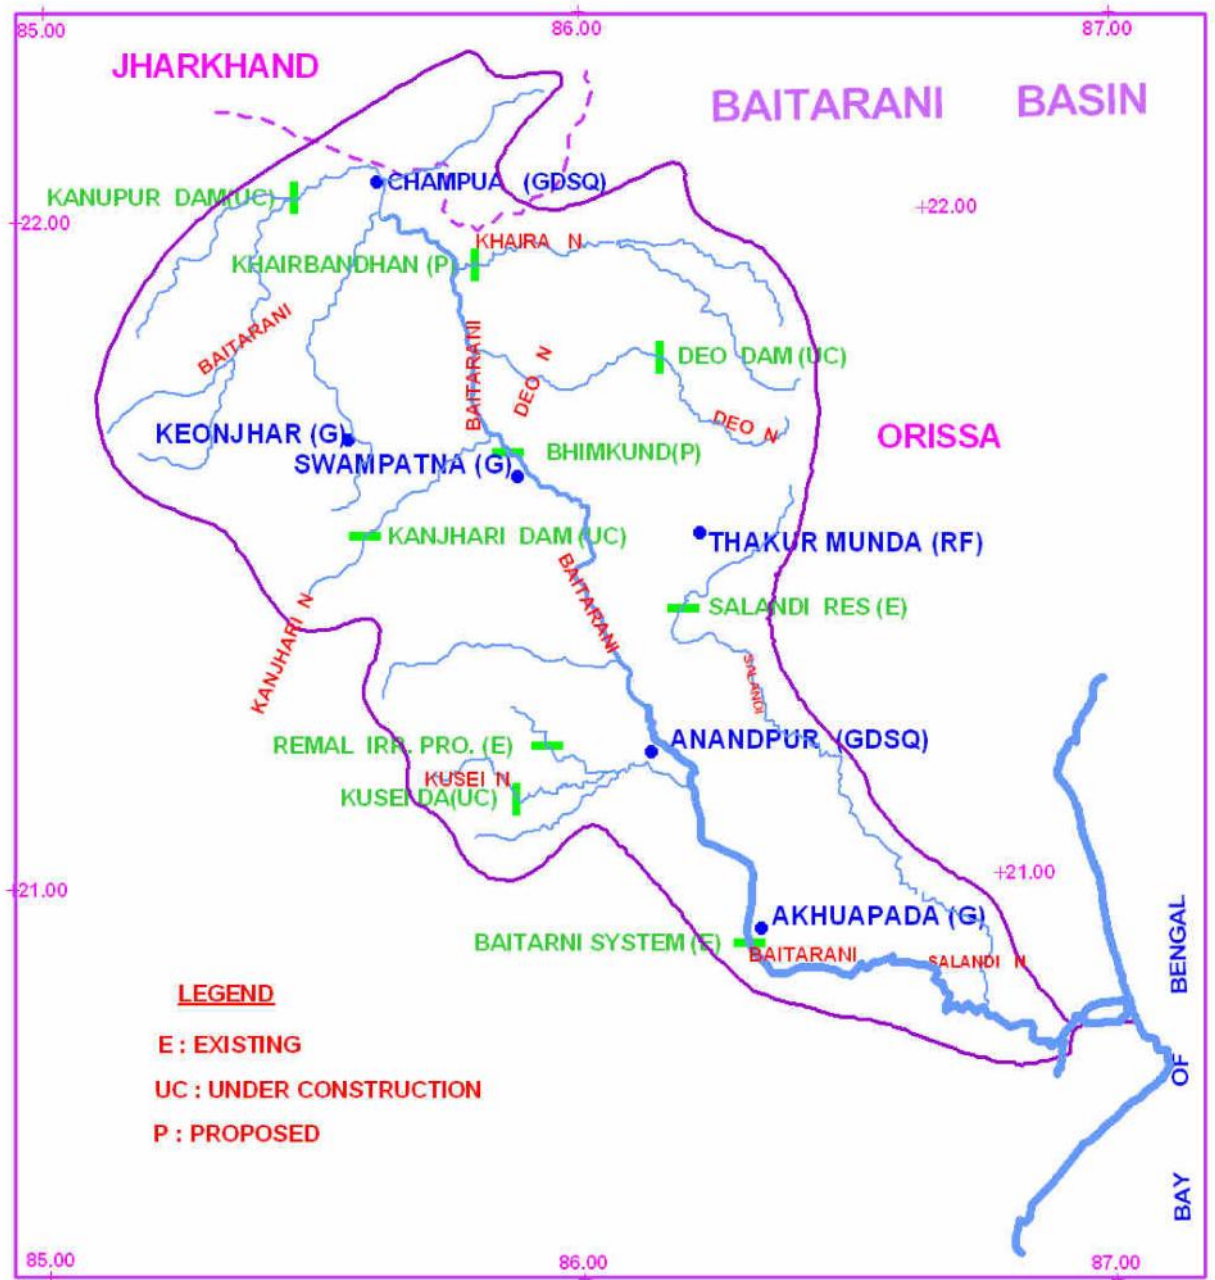 85.00
86.00
87.00
JHARKHAND
BAITARANI BASIN
KANUPUR DAM(UC)
CHAMPUA (GDSQ)
+22.00
+22.00
KHAIRA N
KHAIRBANDHAN (P)
BAITARANI
BAITARANI
DEO N
DEO DAM (UC)
DEO N
KEONJHAR (G)
ORISSA
SWAMPATNA (G)
BHIMKUND(P)
KANJHARI DAM (UC)
THAKUR MUNDA (RF)
BAITARANI
SALANDI RES (E)
KANJHARI N
SALANDI
REMAL IRR. PRO. (E)
ANANDPUR (GDSQ)
KUSEI N
KUSEI DA(UC)
+21.00
+21.00
AKHUAPADA (G)
BAITARNI SYSTEM (E)
BAITARANI
SALANDI N
BAY OF BENGAL
LEGEND
E : EXISTING
UC : UNDER CONSTRUCTION
P : PROPOSED
85.00
86.00
87.00